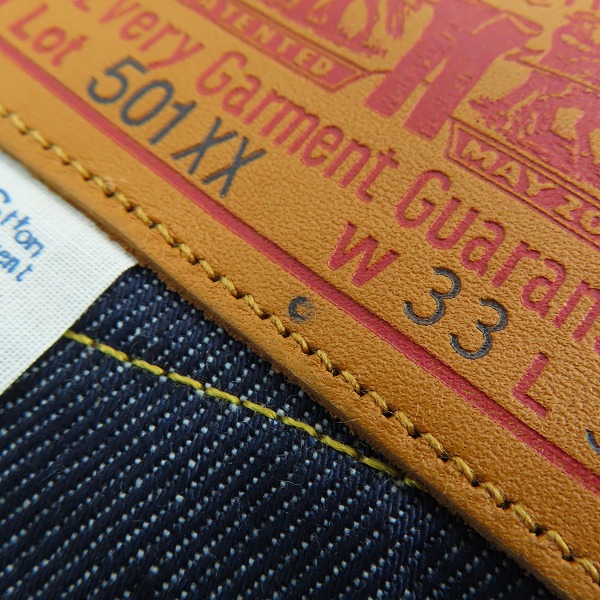 PATENTED
MAY 20
Every Garment Guaran
Lot 501XX
W 33 L